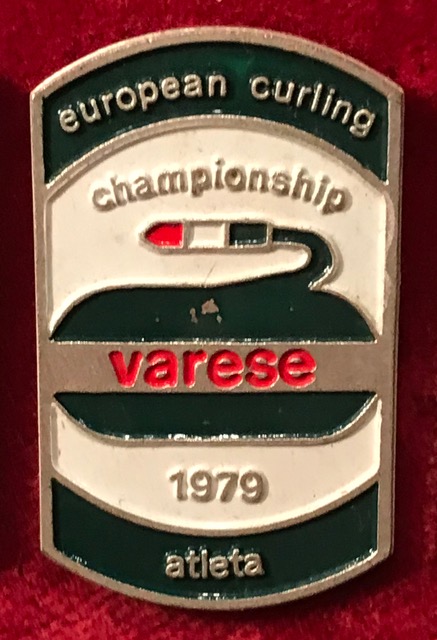 european curling
championship
varese
1979
atleta